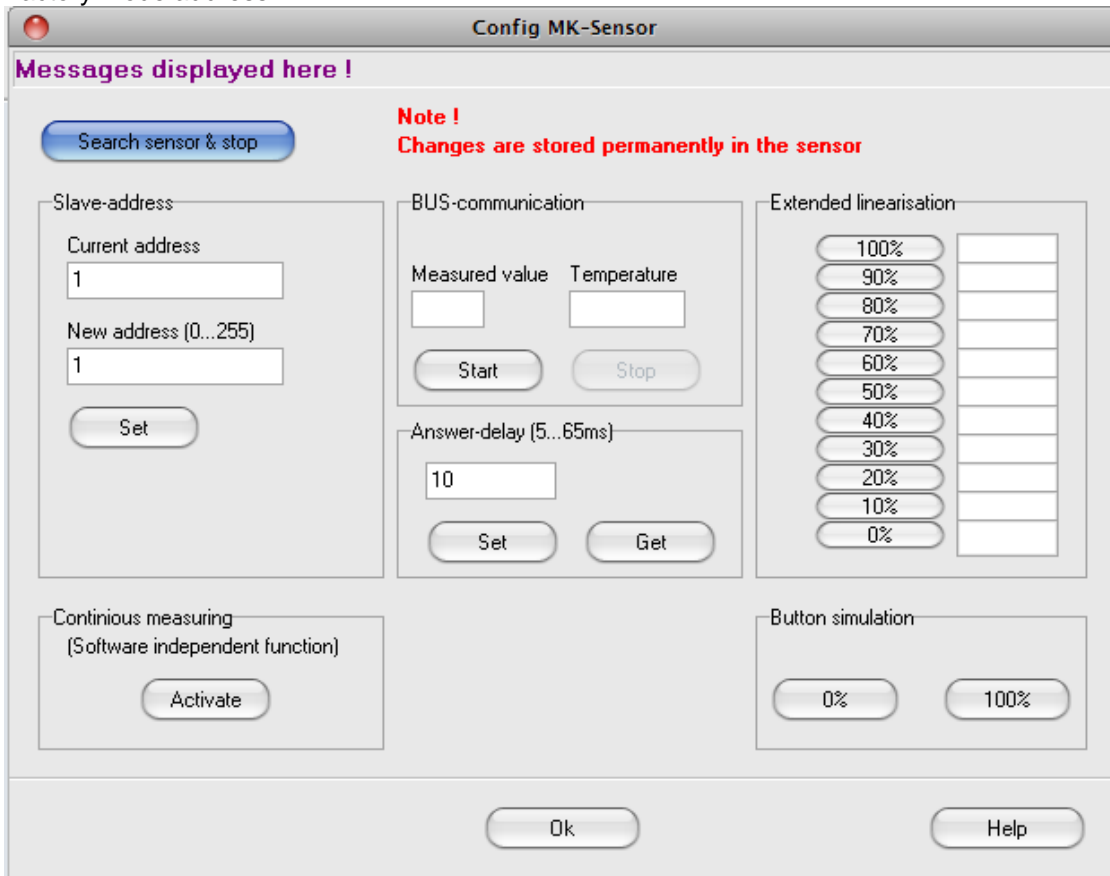 Config MK-Sensor
Messages displayed here !
Search sensor & stop
Note !
Changes are stored permanently in the sensor
Slave-address
Current address
1
New address (0...255)
1
Set
BUS-communication
Measured value Temperature
Start Stop
Answer-delay (5...65ms)
10
Set Get
Extended linearisation
100%
90%
80%
70%
60%
50%
40%
30%
20%
10%
0%
Continious measuring
(Software independent function)
Activate
Button simulation
0% 100%
Ok Help